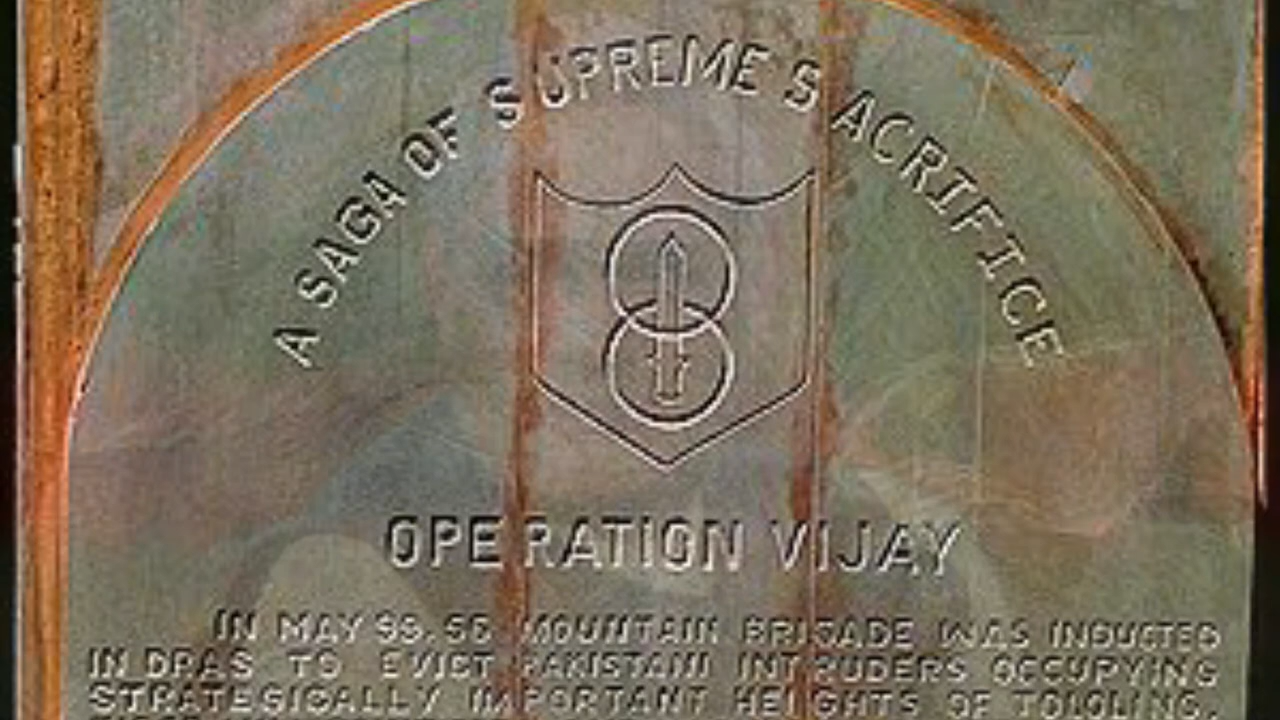 A SAGA OF SUPREME SACRIFICE
OPERATION VIJAY
IN MAY 99. 56 MOUNTAIN BRIGADE WAS INDUCTED
IN DRAS TO EVICT PAKISTANI INTRUDERS OCCUPYING
STRATEGICALLY IMPORTANT HEIGHTS OF TOLOLING,